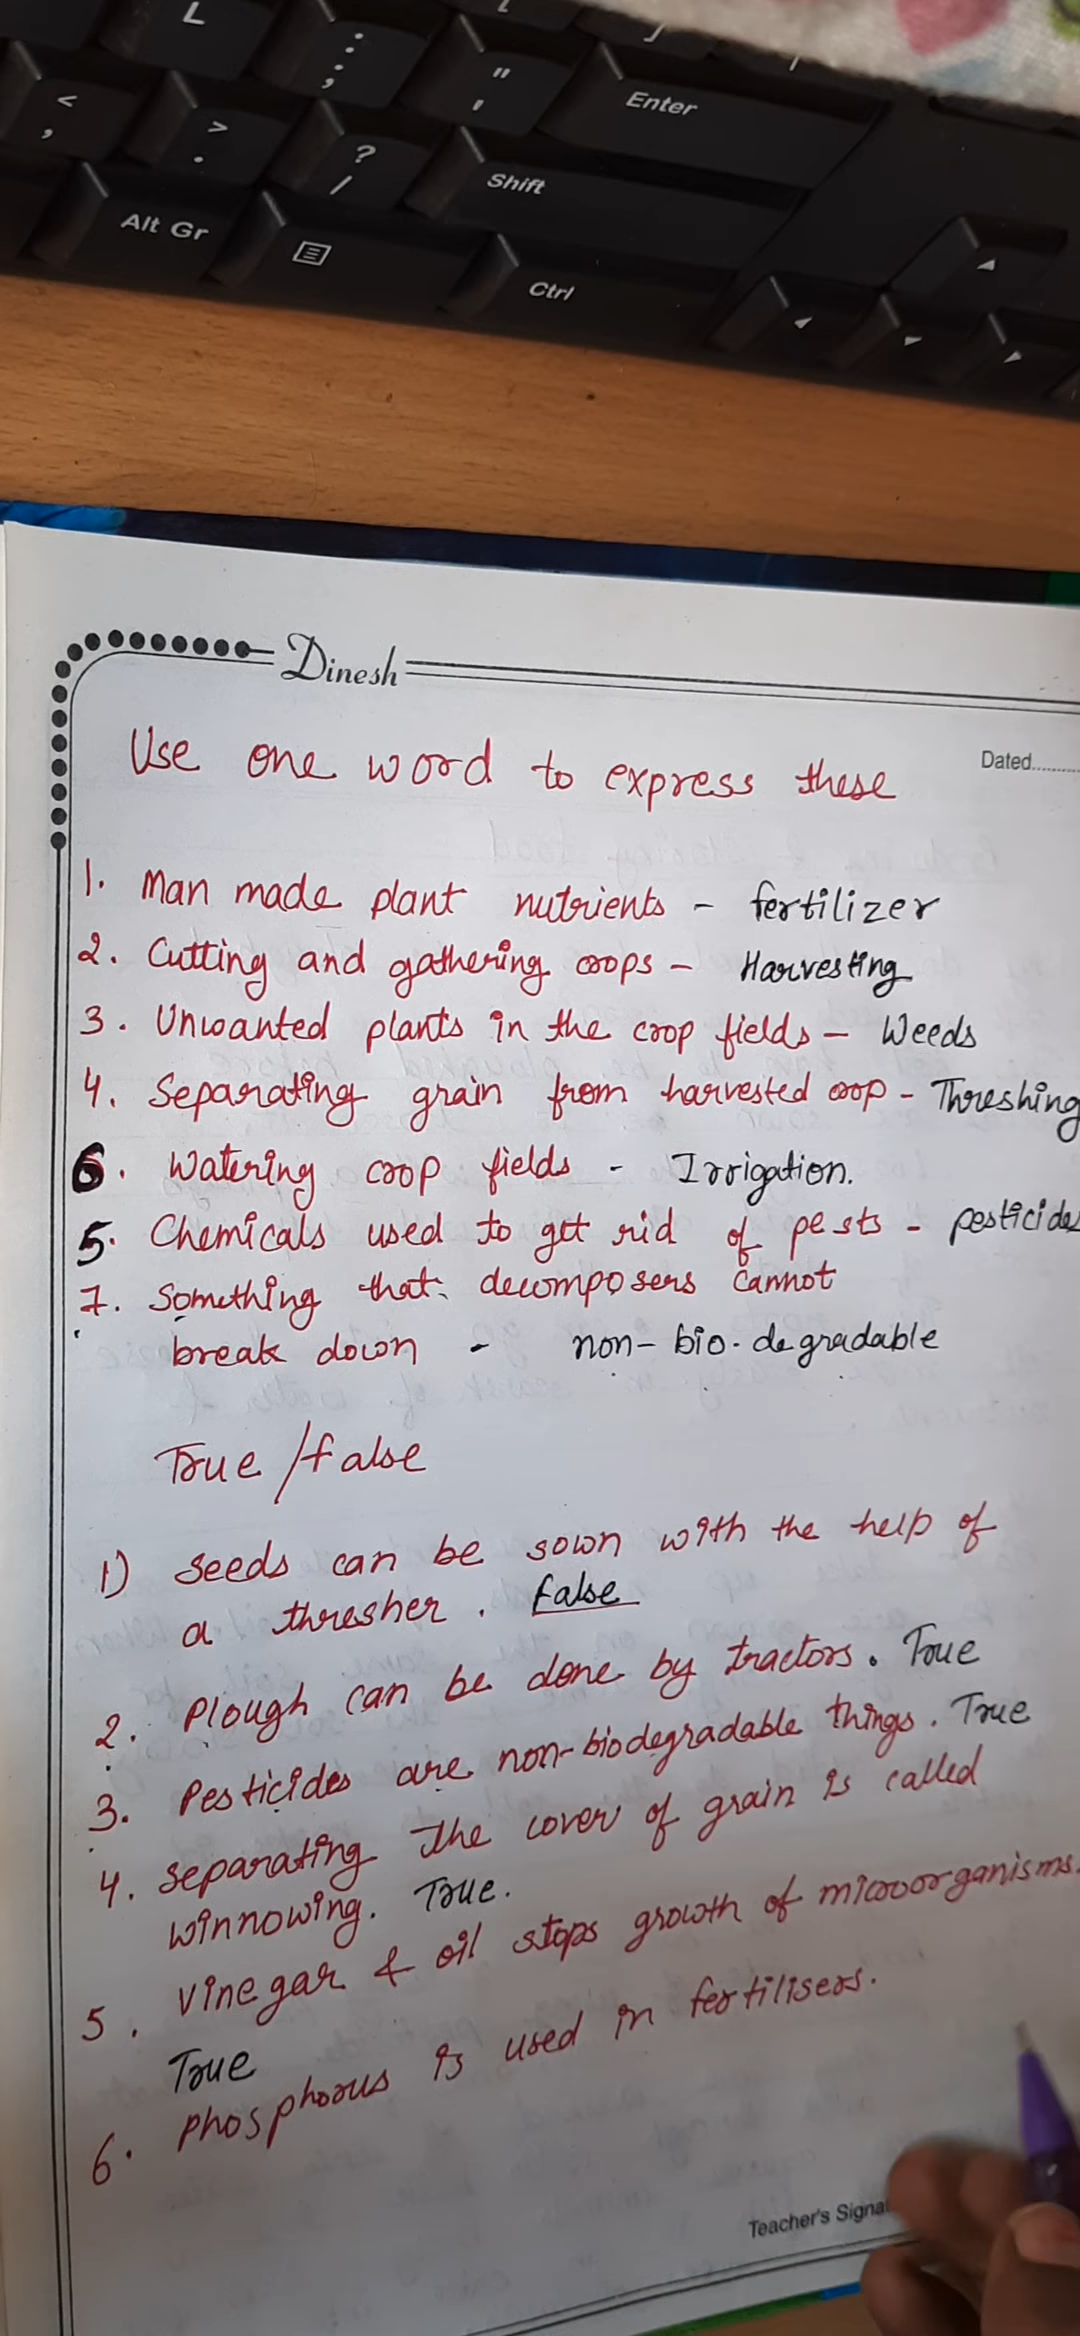 L
:
;
"
'
Enter
<
,
>
.
?
/
Shift
Alt Gr
Ctrl
Dinesh
Dated..........
Use one word to express these
1. Man made plant nutrients - fertilizer
2. Cutting and gathering crops - Harvesting
3. Unwanted plants in the crop fields - Weeds
4. Separating grain from harvested crop - Threshing
6. Watering crop fields - Irrigation.
5. Chemicals used to get rid of pests - pesticides
7. Something that decomposers cannot
break down - non-bio.degradable
True/false
1) Seeds can be sown with the help of
a thresher. false
2. Plough can be done by tractors. True
3. Pesticides are non-biodegradable things. True
4. Separating the cover of grain is called
winnowing. True.
5. Vinegar & oil stops growth of microorganisms.
True
6. phosphorus is used in fertilisers.
Teacher's Signa